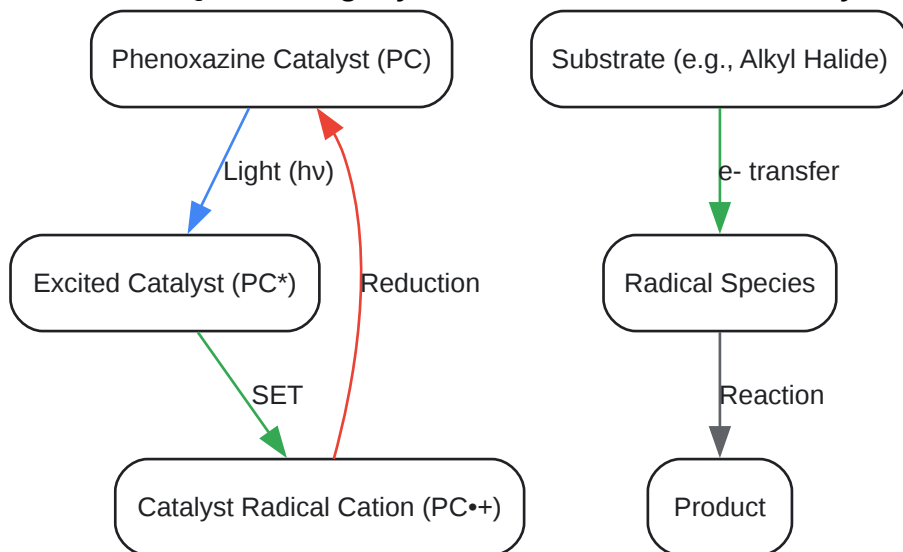 Phenoxazine Catalyst (PC)
Substrate (e.g., Alkyl Halide)
Light (hν)
e- transfer
Excited Catalyst (PC*)
Reduction
Radical Species
SET
Reaction
Catalyst Radical Cation (PC•+)
Product